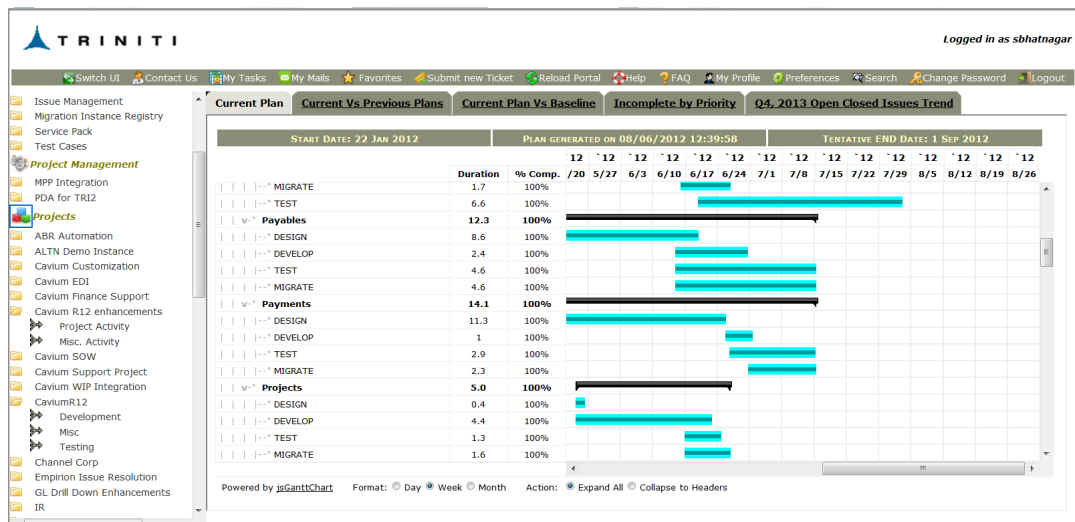 TRINITI
Logged in as sbhatnagar
Switch UI Contact Us My Tasks My Mails Favorites Submit new Ticket Reload Portal Help FAQ My Profile Preferences Search Change Password Logout
Issue Management
Migration Instance Registry
Service Pack
Test Cases
Project Management
MPP Integration
PDA for TRI2
Projects
ABR Automation
ALTN Demo Instance
Cavium Customization
Cavium EDI
Cavium Finance Support
Cavium R12 enhancements
Project Activity
Misc. Activity
Cavium SOW
Cavium Support Project
Cavium WIP Integration
CaviumR12
Development
Misc
Testing
Channel Corp
Empirion Issue Resolution
GL Drill Down Enhancements
IR
Current Plan Current Vs Previous Plans Current Plan Vs Baseline Incomplete by Priority Q4, 2013 Open Closed Issues Trend
START DATE: 22 JAN 2012 PLAN GENERATED ON 08/06/2012 12:39:58 TENTATIVE END DATE: 1 SEP 2012
12 `12 `12 `12 `12 `12 `12 `12 `12 `12 `12 `12 `12 `12 `12
Duration % Comp. /20 5/27 6/3 6/10 6/17 6/24 7/1 7/8 7/15 7/22 7/29 8/5 8/12 8/19 8/26
MIGRATE 1.7 100%
TEST 6.6 100%
v-* Payables 12.3 100%
DESIGN 8.6 100%
DEVELOP 2.4 100%
TEST 4.6 100%
MIGRATE 4.6 100%
v-* Payments 14.1 100%
DESIGN 11.3 100%
DEVELOP 1 100%
TEST 2.9 100%
MIGRATE 2.3 100%
v-* Projects 5.0 100%
DESIGN 0.4 100%
DEVELOP 4.4 100%
TEST 1.3 100%
MIGRATE 1.6 100%
Powered by jsGanttChart Format: Day Week Month Action: Expand All Collapse to Headers